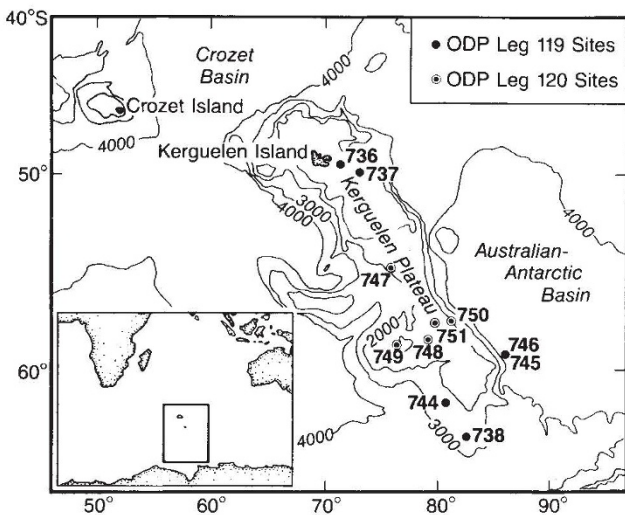 40°S
Crozet
Basin
4000
ODP Leg 119 Sites
ODP Leg 120 Sites
Crozet Island
4000
Kerguelen Island
736
737
50°
3000
4000
Kerguelen Plateau
4000
Australian-
Antarctic
Basin
747
750
2000
751
749
748
746
745
60°
744
3000
738
4000
50°
60°
70°
80°
90°